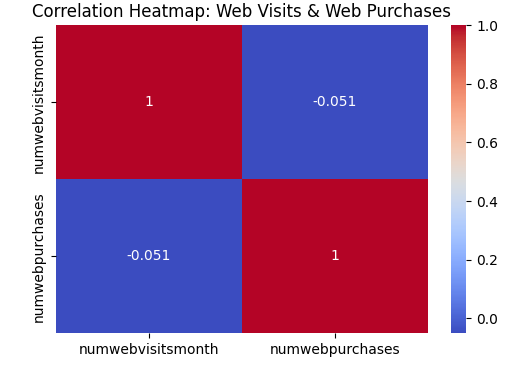 Correlation Heatmap: Web Visits & Web Purchases
numwebvisitsmonth
1
-0.051
numwebpurchases
-0.051
1
numwebvisitsmonth
numwebpurchases
1.0
0.8
0.6
0.4
0.2
0.0